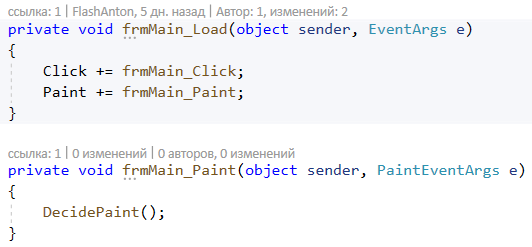 ссылка: 1 | FlashAnton, 5 дн. назад | Автор: 1, изменений: 2
private void frmMain_Load(object sender, EventArgs e)
{
    Click += frmMain_Click;
    Paint += frmMain_Paint;
}
ссылка: 1 | 0 изменений | 0 авторов, 0 изменений
private void frmMain_Paint(object sender, PaintEventArgs e)
{
    DecidePaint();
}